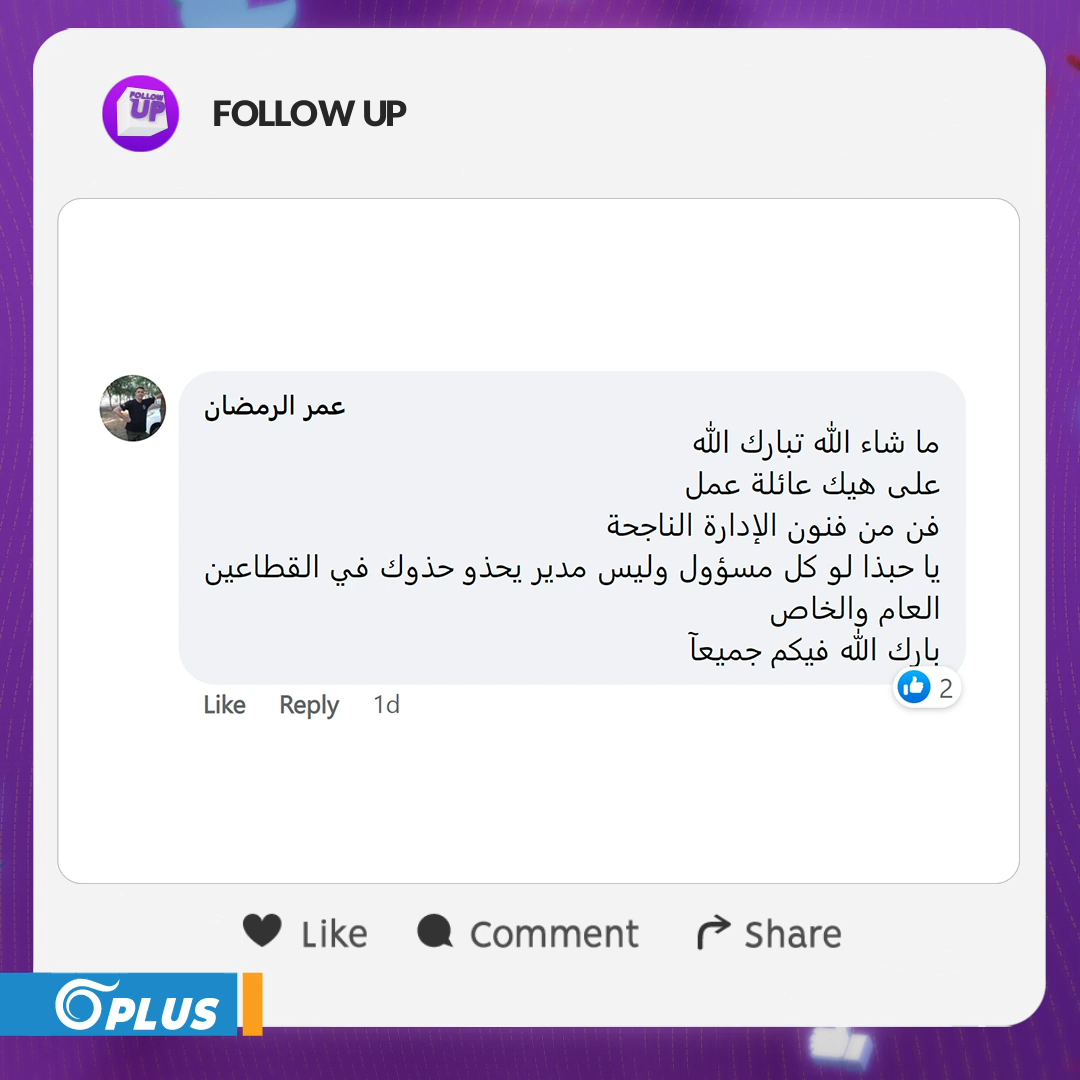 FOLLOW UP
FOLLOW UP
عمر الرمضان
ما شاء الله تبارك الله
على هيك عائلة عمل
فن من فنون الإدارة الناجحة
يا حبذا لو كل مسؤول وليس مدير يحذو حذوك في القطاعين
العام والخاص
بارك الله فيكم جميعآ
2
Like Reply 1d
Like Comment Share
PLUS